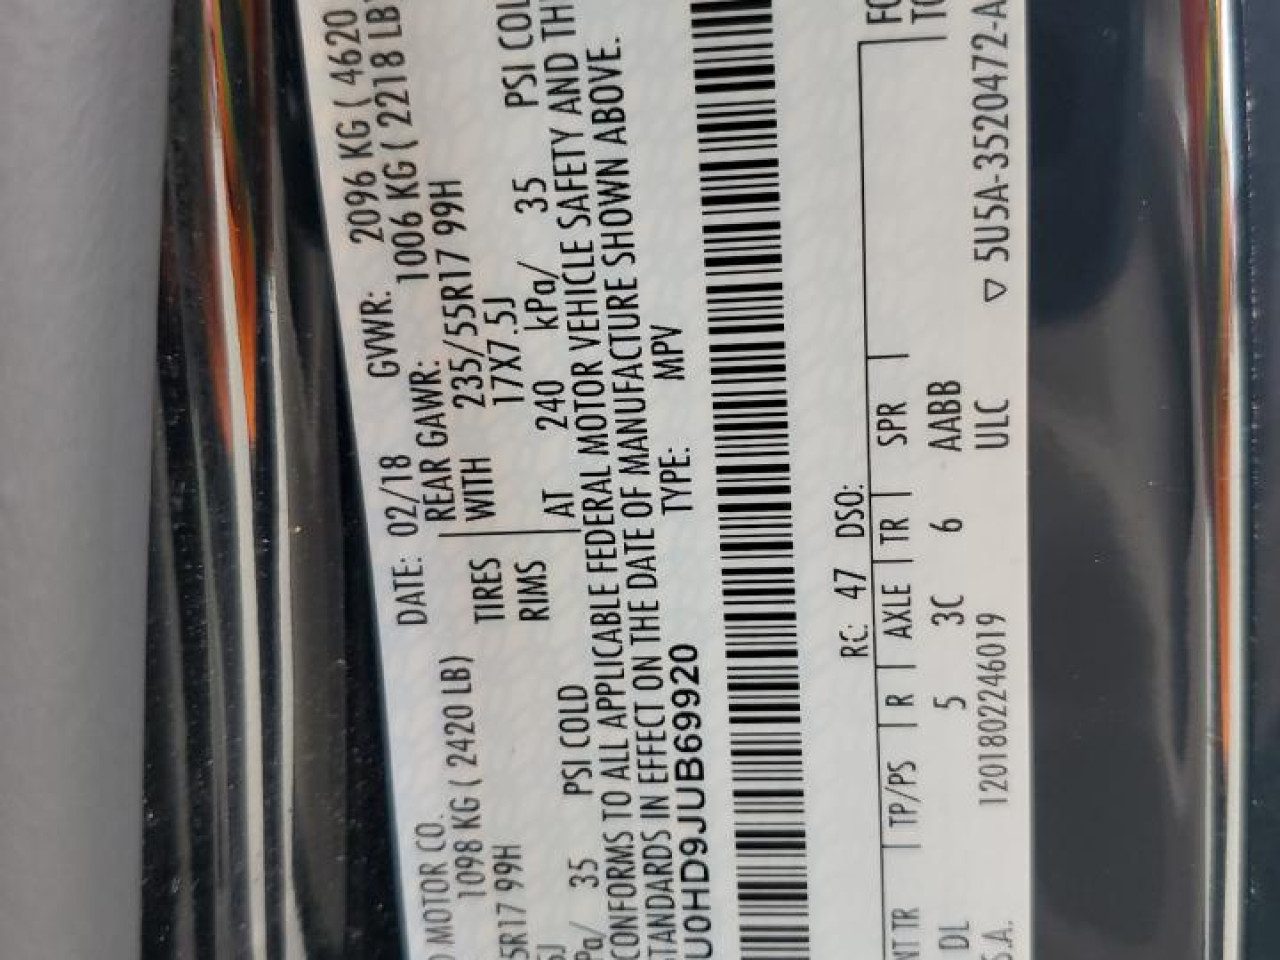 MOTOR CO. DATE: 02/18 GVWR: 2096 KG ( 4620
1098 KG ( 2420 LB) REAR GAWR: 1006 KG ( 2218 LB
5R17 99H TIRES WITH 235/55R17 99H
5J RIMS 17X7.5J
Pa/ 35 PSI COLD AT 240 kPa/ 35 PSI COL
CONFORMS TO ALL APPLICABLE FEDERAL MOTOR VEHICLE SAFETY AND TH
TANDARDS IN EFFECT ON THE DATE OF MANUFACTURE SHOWN ABOVE.
U0HD9JUB69920 TYPE: MPV
RC: 47 DSO:
NT TR | TP/PS | R | AXLE | TR | SPR |
DL 5 3C 6 AABB
S.A. 1201802246019 ULC ▽ 5U5A-3520472-A